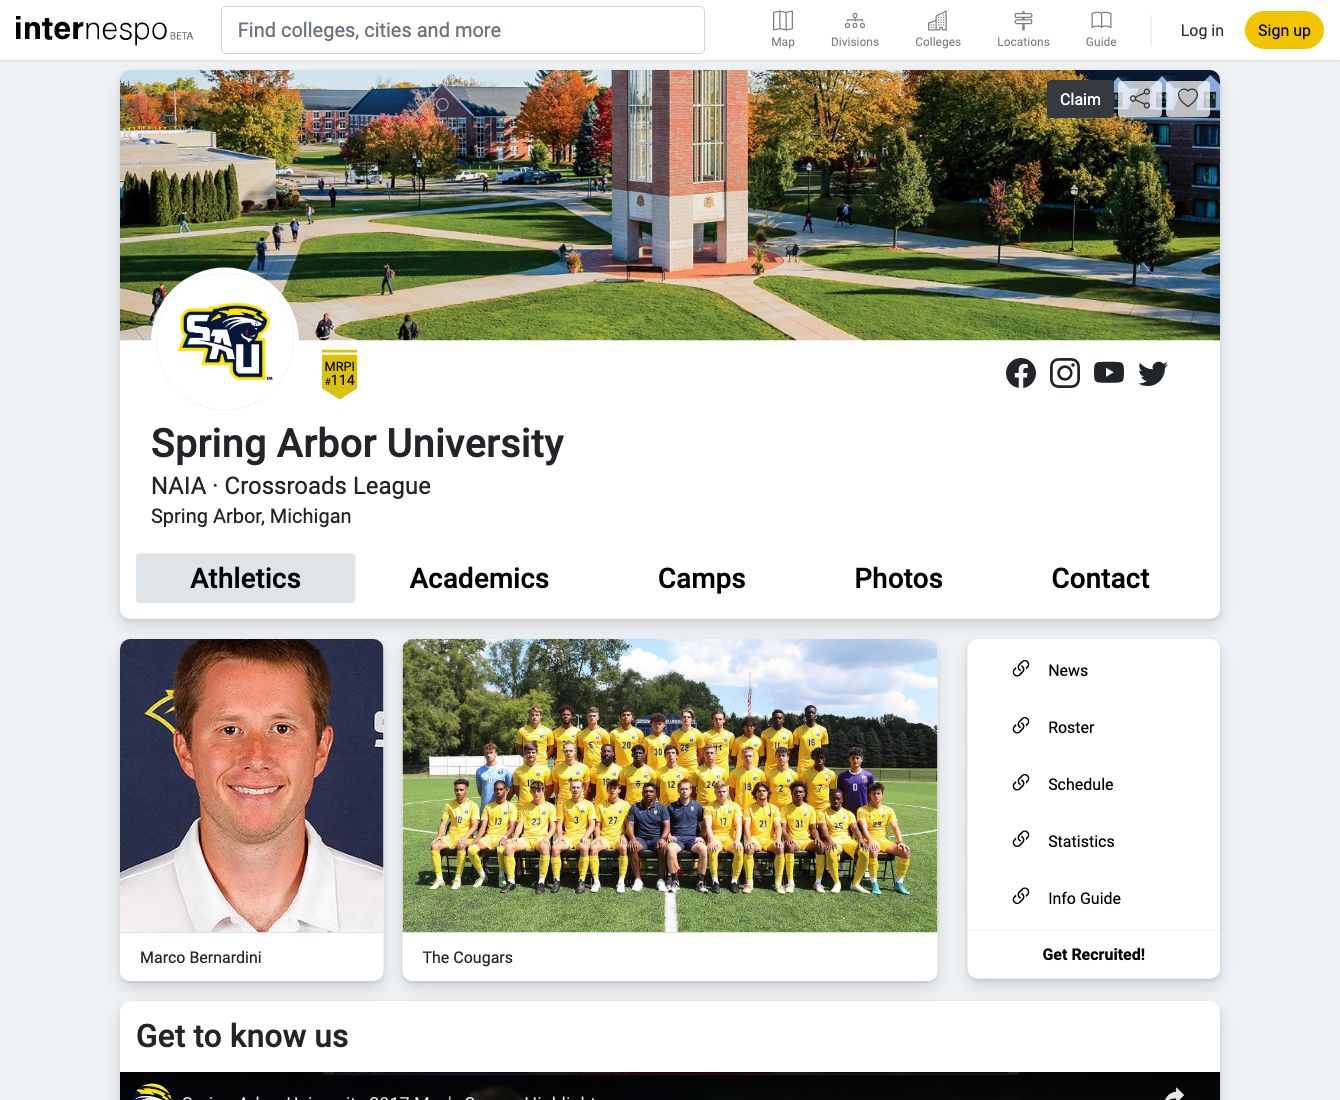 internespo BETA
Find colleges, cities and more
Map
Divisions
Colleges
Locations
Guide
Log in
Sign up
Claim
SAU
MRPI
#114
Spring Arbor University
NAIA · Crossroads League
Spring Arbor, Michigan
Athletics
Academics
Camps
Photos
Contact
Marco Bernardini
The Cougars
News
Roster
Schedule
Statistics
Info Guide
Get Recruited!
Get to know us